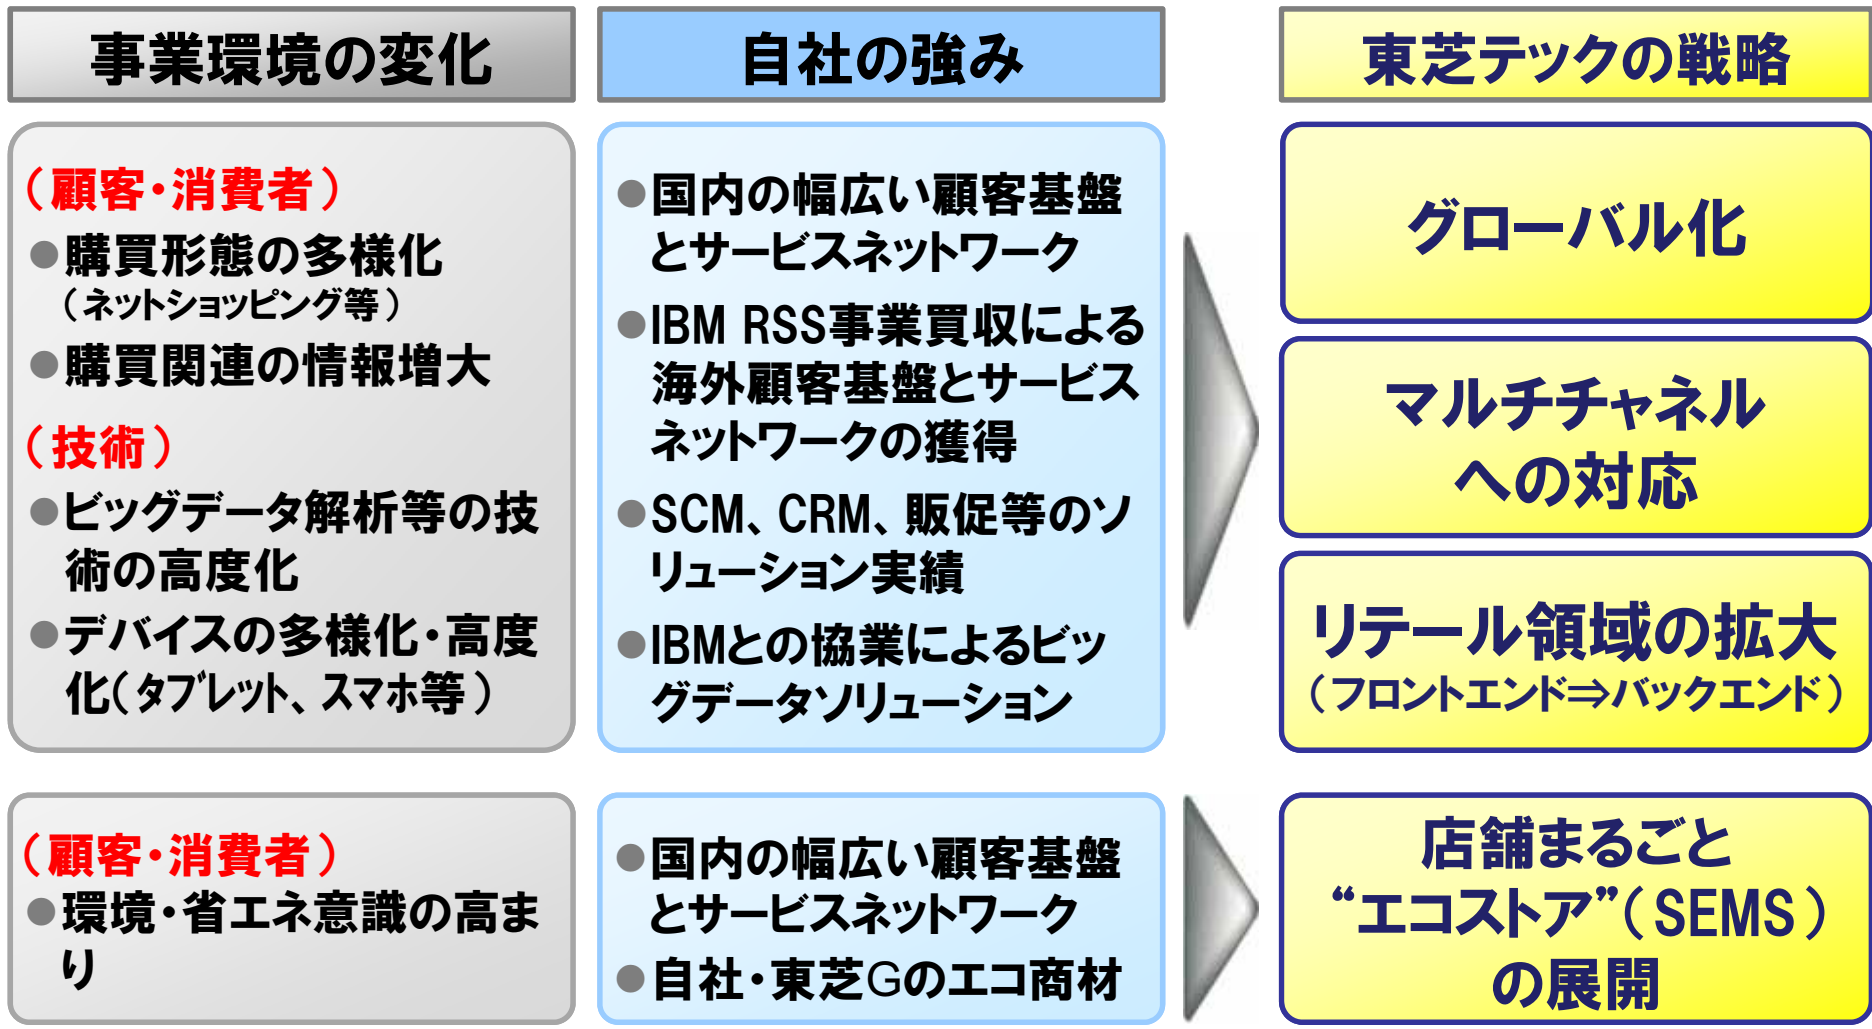 事業環境の変化
自社の強み
東芝テックの戦略
（顧客・消費者）
●購買形態の多様化
（ネットショッピング等）
●購買関連の情報増大
（技術）
●ビッグデータ解析等の技
術の高度化
●デバイスの多様化・高度
化（タブレット、スマホ等）
●国内の幅広い顧客基盤
とサービスネットワーク
●IBM RSS事業買収による
海外顧客基盤とサービス
ネットワークの獲得
●SCM、CRM、販促等のソ
リューション実績
●IBMとの協業によるビッ
グデータソリューション
グローバル化
マルチチャネル
への対応
リテール領域の拡大
（フロントエンド⇒バックエンド）
（顧客・消費者）
●環境・省エネ意識の高ま
り
●国内の幅広い顧客基盤
とサービスネットワーク
●自社・東芝Gのエコ商材
店舗まるごと
“エコストア”（SEMS）
の展開